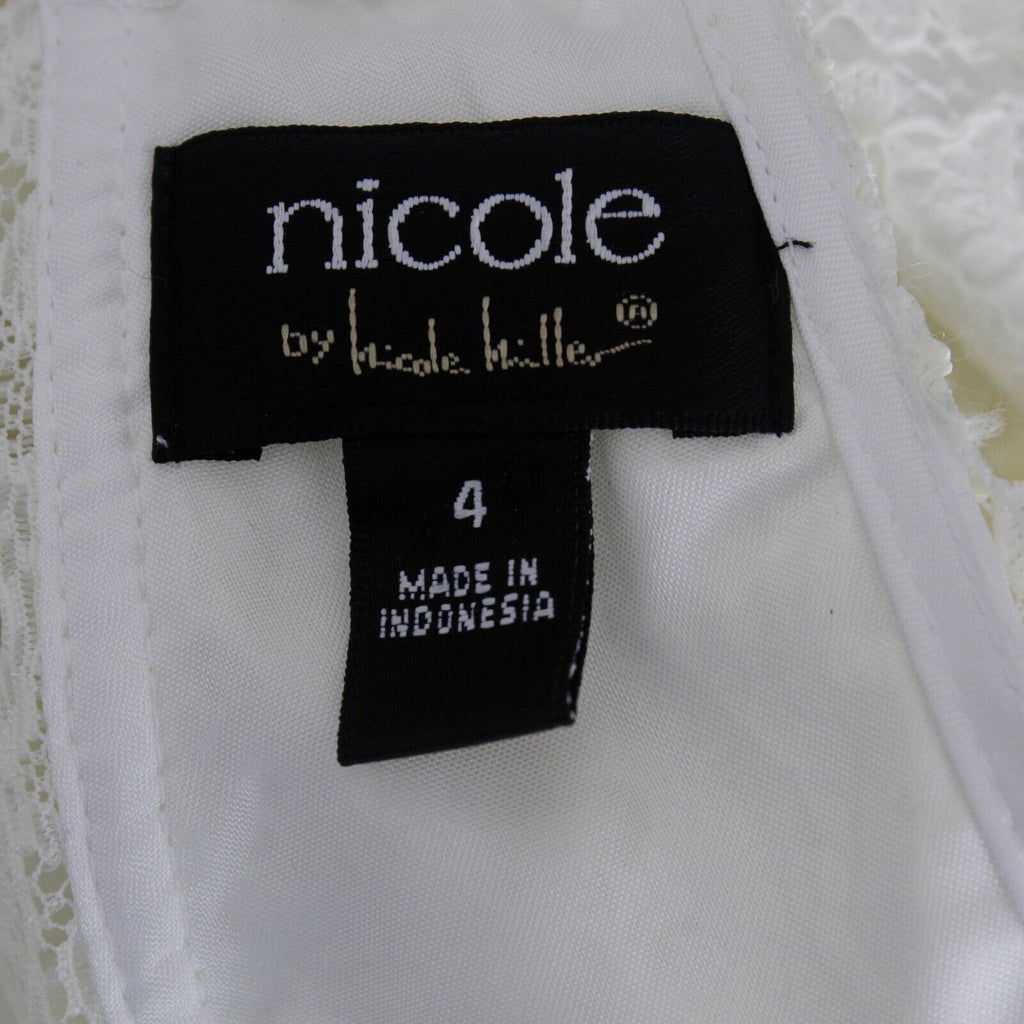 nicole
by Nicole Miller ®
4
MADE IN
INDONESIA